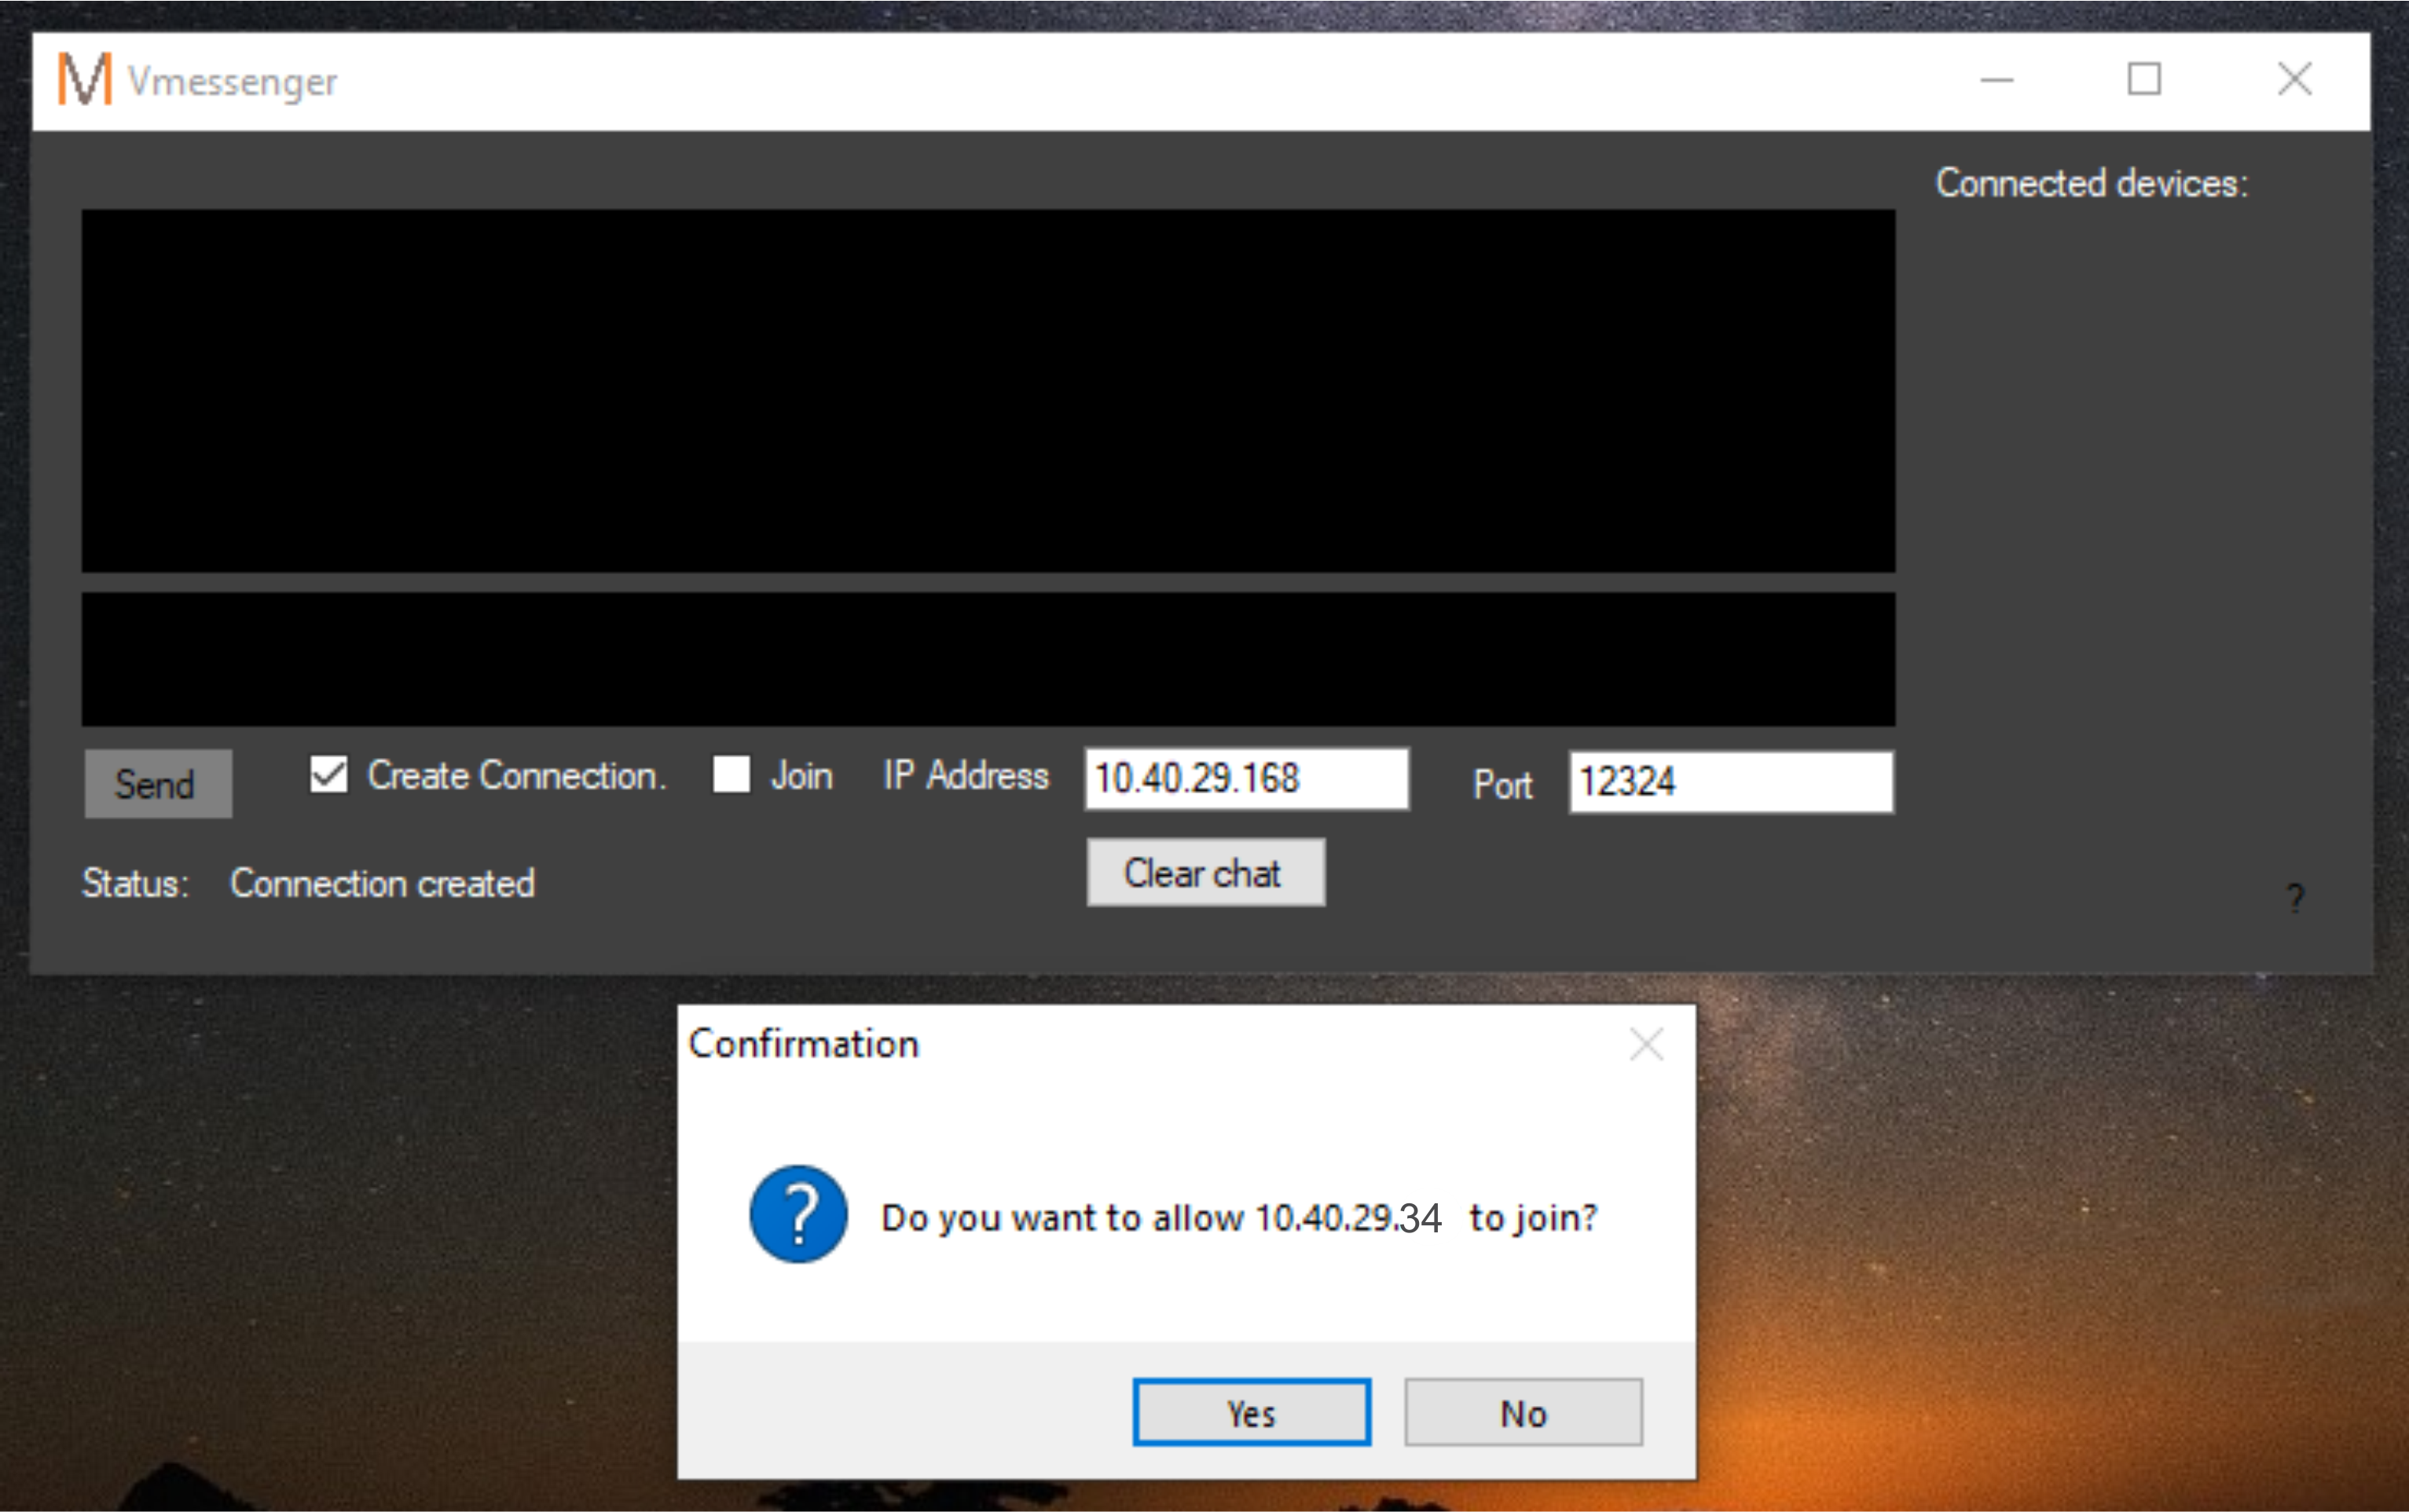 Vmessenger
Connected devices:
Send Create Connection. Join IP Address 10.40.29.168 Port 12324
Status: Connection created Clear chat ?
Confirmation
Do you want to allow 10.40.29.34 to join?
Yes No